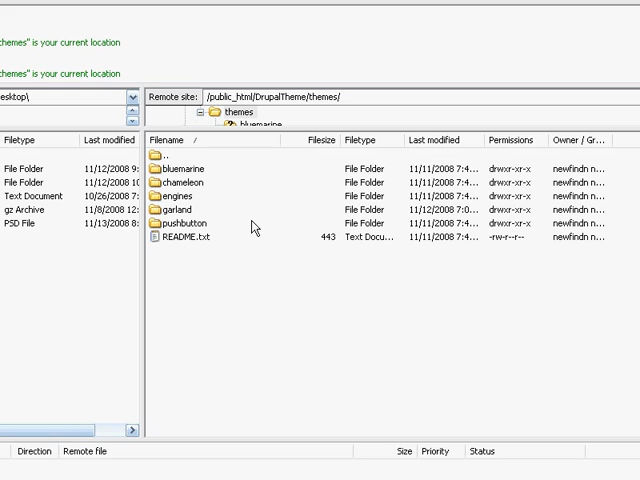 themes" is your current location
themes" is your current location
esktop\
Remote site: /public_html/DrupalTheme/themes/
themes
bluemarine
Filetype Last modified Filename / Filesize Filetype Last modified Permissions Owner / Gr...
..
File Folder 11/12/2008 9: bluemarine File Folder 11/11/2008 7:4... drwxr-xr-x newfindn n...
File Folder 11/12/2008 10 chameleon File Folder 11/11/2008 7:4... drwxr-xr-x newfindn n...
Text Document 10/26/2008 7: engines File Folder 11/11/2008 7:4... drwxr-xr-x newfindn n...
gz Archive 11/8/2008 12: garland File Folder 11/12/2008 7:0... drwxr-xr-x newfindn n...
PSD File 11/13/2008 8: pushbutton File Folder 11/11/2008 7:4... drwxr-xr-x newfindn n...
README.txt 443 Text Docu... 11/11/2008 7:4... -rw-r--r-- newfindn n...
Direction Remote file Size Priority Status